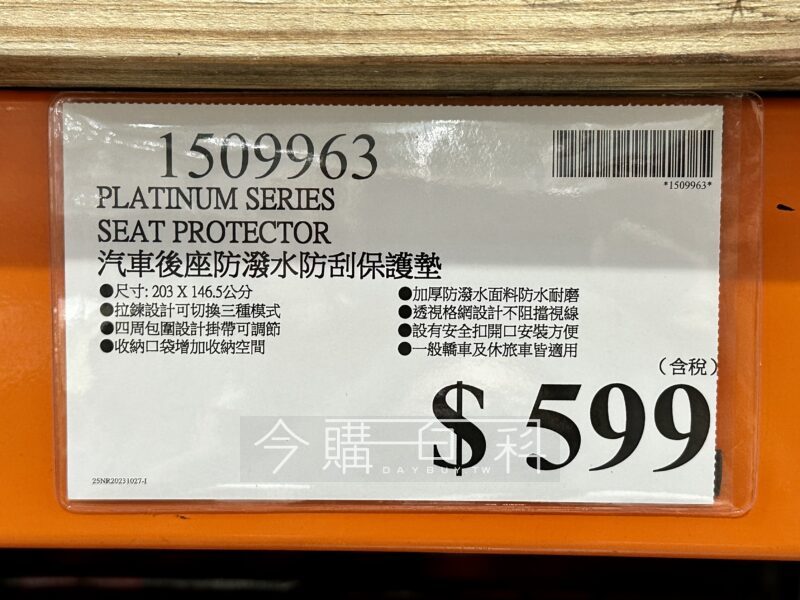 1509963
*1509963*
PLATINUM SERIES
SEAT PROTECTOR
汽車後座防潑水防刮保護墊
●尺寸: 203 X 146.5公分
●拉鍊設計可切換三種模式
●四周包圍設計掛帶可調節
●收納口袋增加收納空間
●加厚防潑水面料防水耐磨
●透視格網設計不阻擋視線
●設有安全扣開口安裝方便
●一般轎車及休旅車皆適用
(含稅)
$ 599
今購百科
DAYBUY.TW
25NR20231027-1